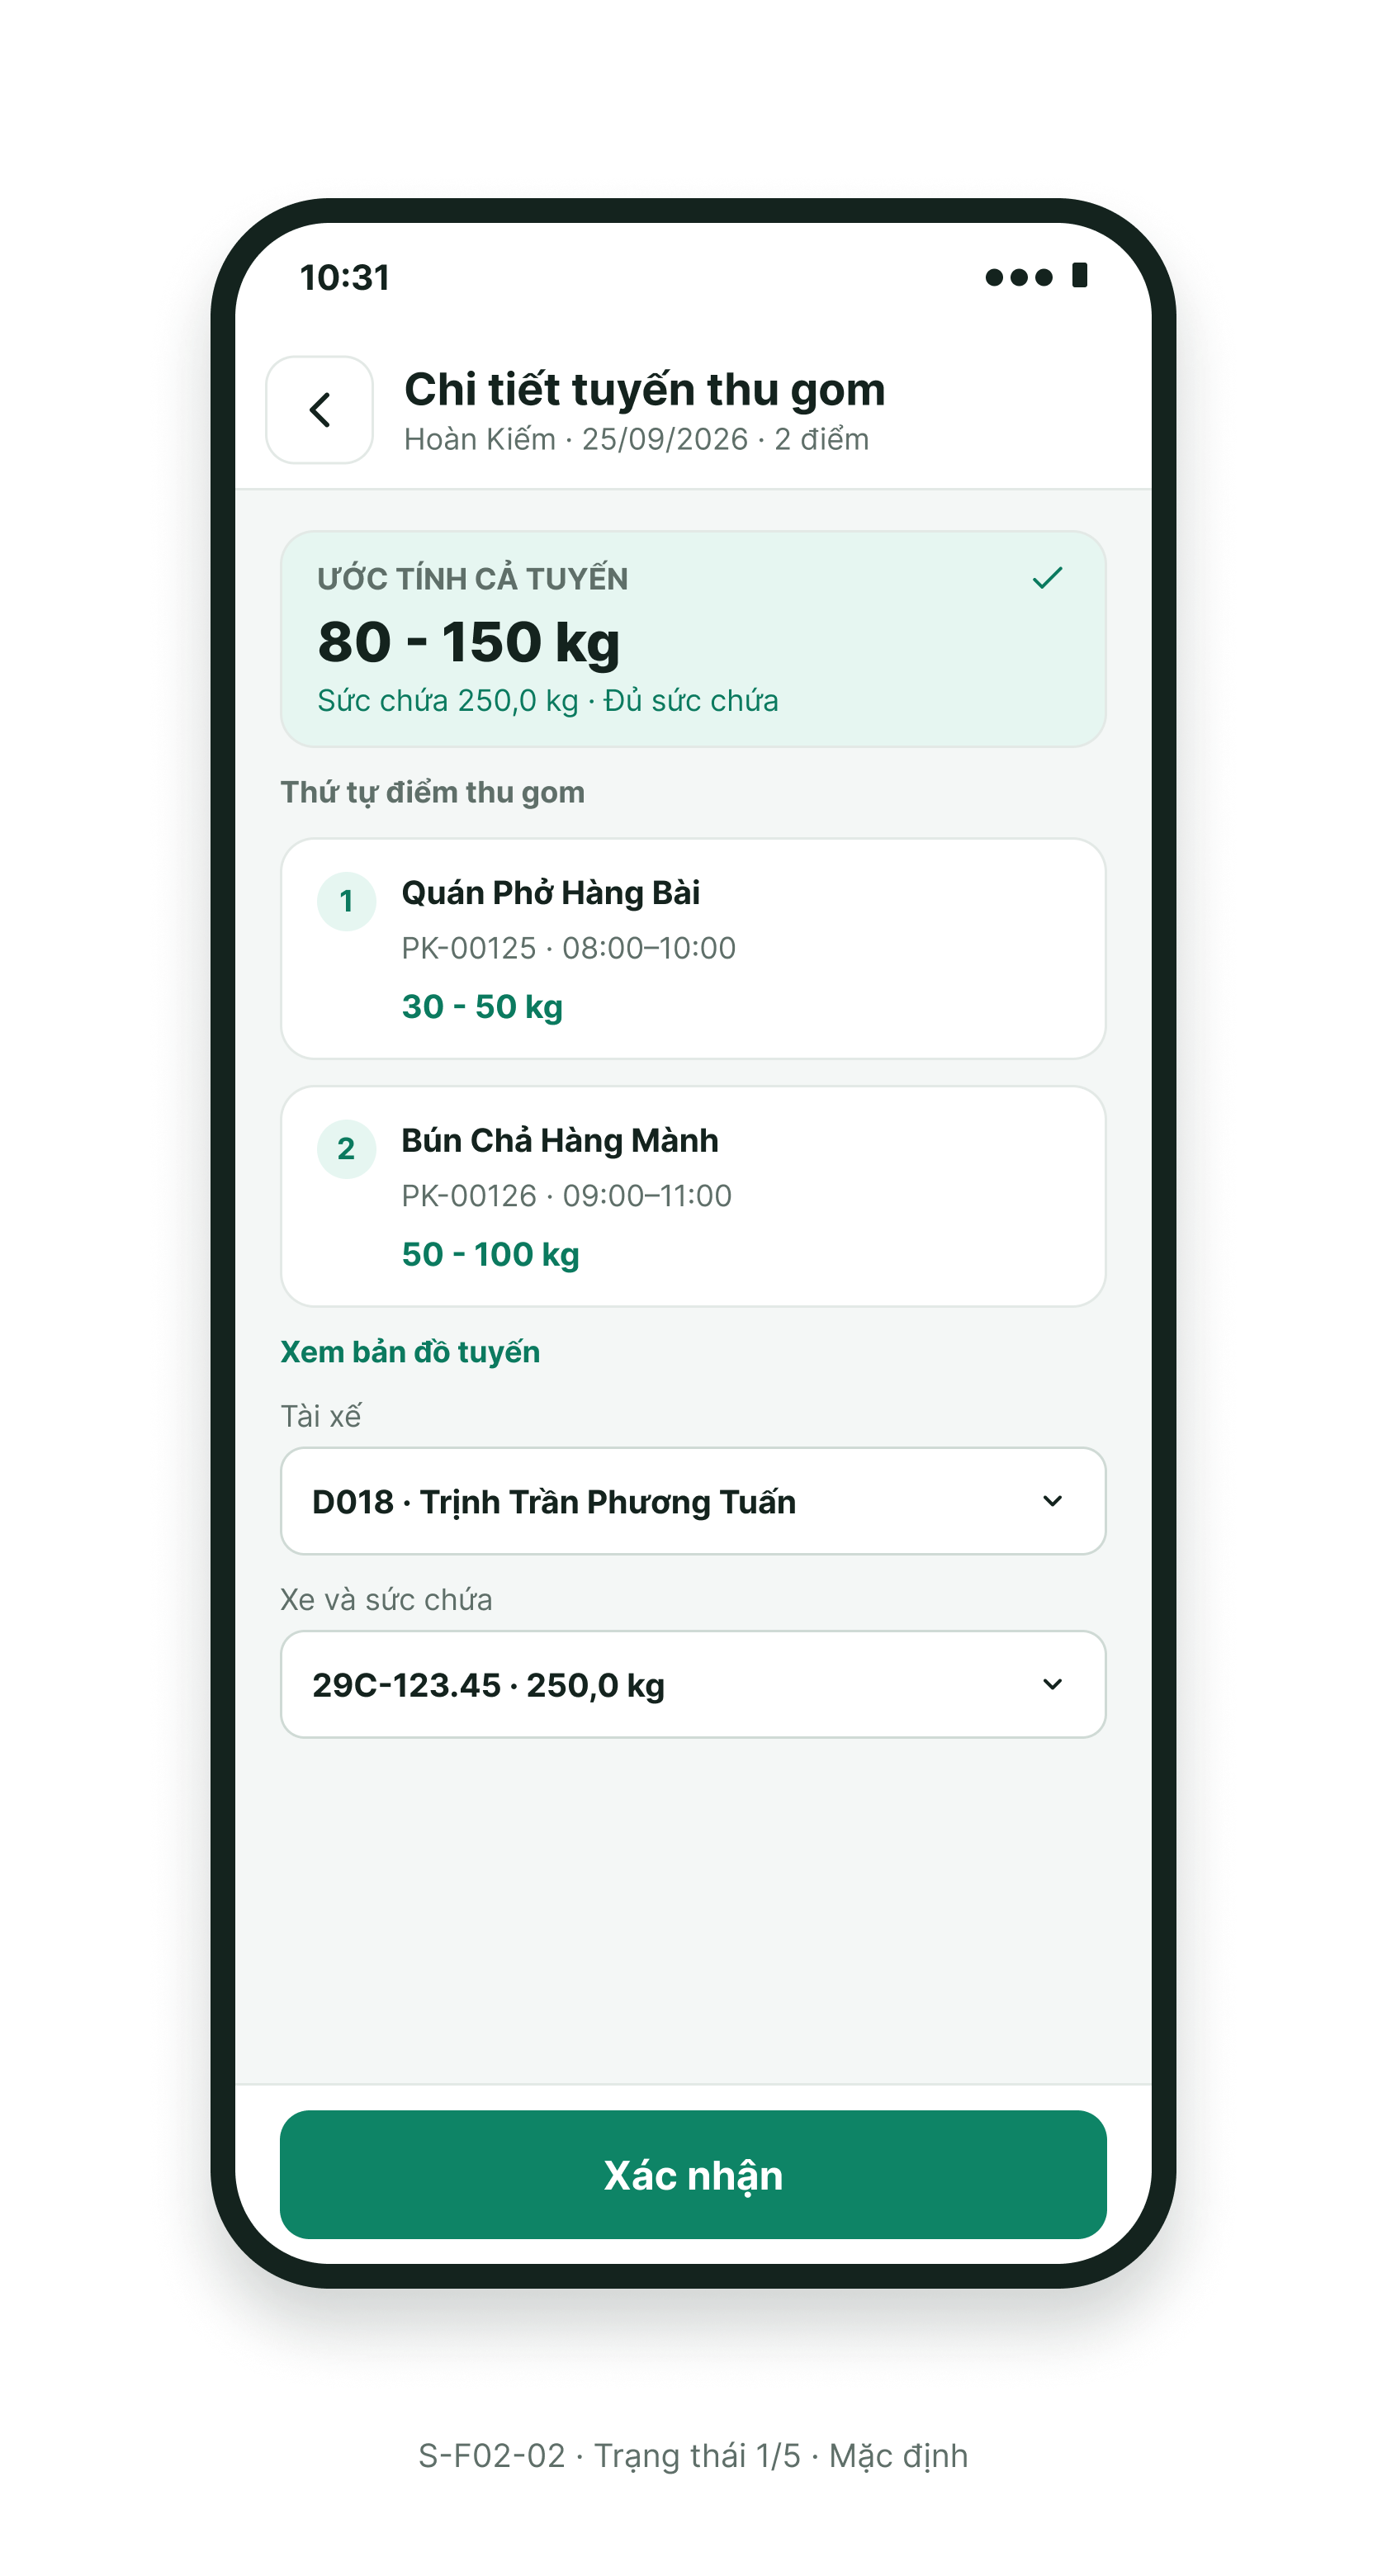 10:31
Chi tiết tuyến thu gom
Hoàn Kiếm · 25/09/2026 · 2 điểm
ƯỚC TÍNH CẢ TUYẾN
80 - 150 kg
Sức chứa 250,0 kg · Đủ sức chứa
Thứ tự điểm thu gom
1
Quán Phở Hàng Bài
PK-00125 · 08:00–10:00
30 - 50 kg
2
Bún Chả Hàng Mành
PK-00126 · 09:00–11:00
50 - 100 kg
Xem bản đồ tuyến
Tài xế
D018 · Trịnh Trần Phương Tuấn
Xe và sức chứa
29C-123.45 · 250,0 kg
Xác nhận
S-F02-02 · Trạng thái 1/5 · Mặc định